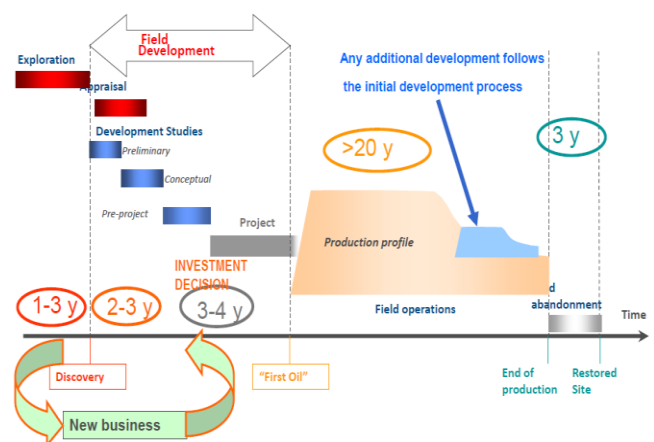 Field
Development
Exploration
Appraisal
Development Studies
Preliminary
Conceptual
Pre-project
Project
Any additional development follows
the initial development process
>20 y
3 y
Production profile
INVESTMENT
DECISION
1-3 y
2-3 y
3-4 y
Field operations
d
abandonment
Time
Discovery
"First Oil"
End of
production
Restored
Site
New business